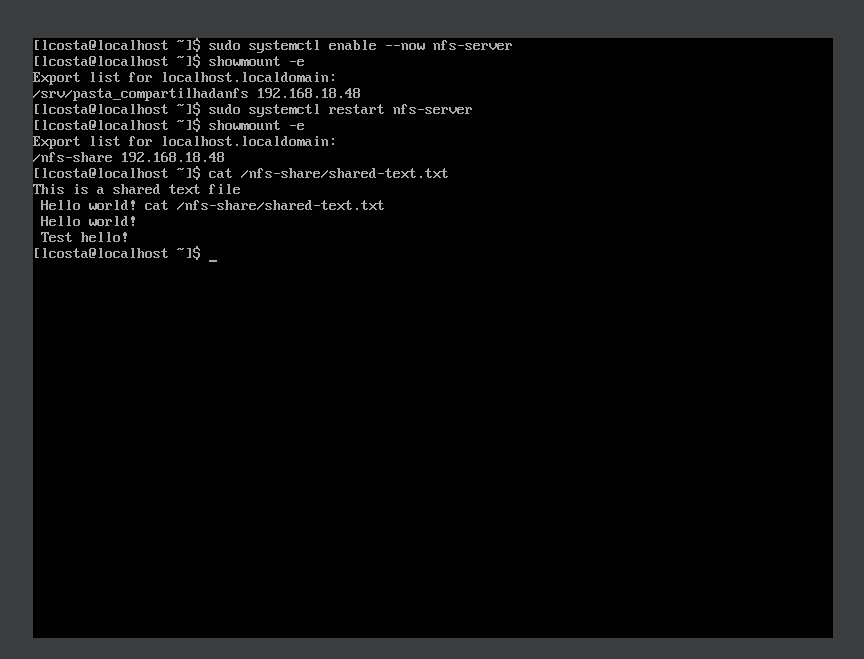 [lcosta@localhost ~]$ sudo systemctl enable --now nfs-server
[lcosta@localhost ~]$ showmount -e
Export list for localhost.localdomain:
/srv/pasta_compartilhadanfs 192.168.18.48
[lcosta@localhost ~]$ sudo systemctl restart nfs-server
[lcosta@localhost ~]$ showmount -e
Export list for localhost.localdomain:
/nfs-share 192.168.18.48
[lcosta@localhost ~]$ cat /nfs-share/shared-text.txt
This is a shared text file
 Hello world! cat /nfs-share/shared-text.txt
 Hello world!
 Test hello!
[lcosta@localhost ~]$ _